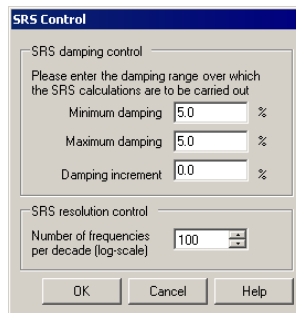 SRS Control
SRS damping control
Please enter the damping range over which
the SRS calculations are to be carried out
Minimum damping 5.0 %
Maximum damping 5.0 %
Damping increment 0.0 %
SRS resolution control
Number of frequencies
per decade (log-scale) 100
OK Cancel Help